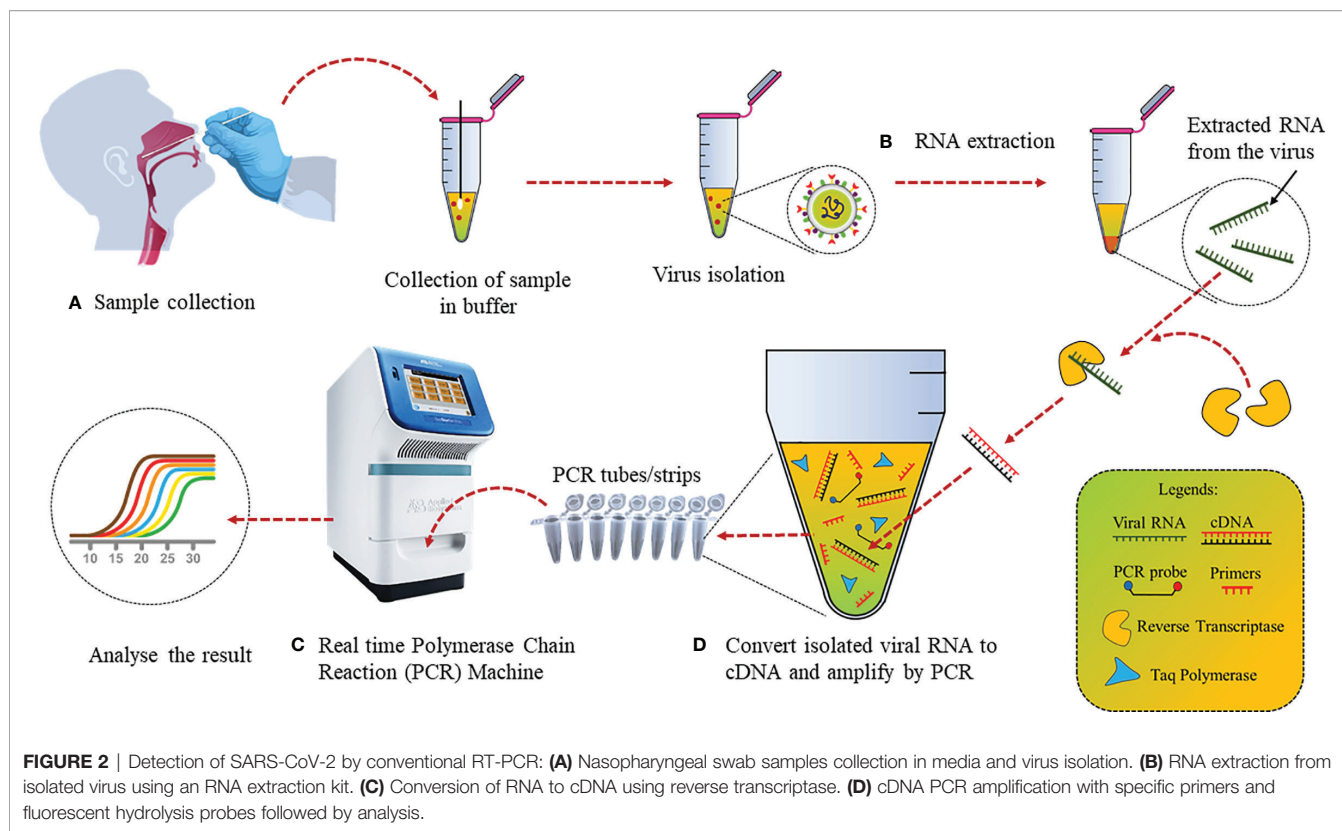 A Sample collection
Collection of sample
in buffer
Virus isolation
B RNA extraction
Extracted RNA
from the virus
PCR tubes/strips
10 15 20 25 30
Analyse the result
C Real time Polymerase Chain
Reaction (PCR) Machine
D Convert isolated viral RNA to
cDNA and amplify by PCR
Legends:
Viral RNA cDNA
PCR probe Primers
Reverse Transcriptase
Taq Polymerase
FIGURE 2 | Detection of SARS-CoV-2 by conventional RT-PCR: (A) Nasopharyngeal swab samples collection in media and virus isolation. (B) RNA extraction from
isolated virus using an RNA extraction kit. (C) Conversion of RNA to cDNA using reverse transcriptase. (D) cDNA PCR amplification with specific primers and
fluorescent hydrolysis probes followed by analysis.